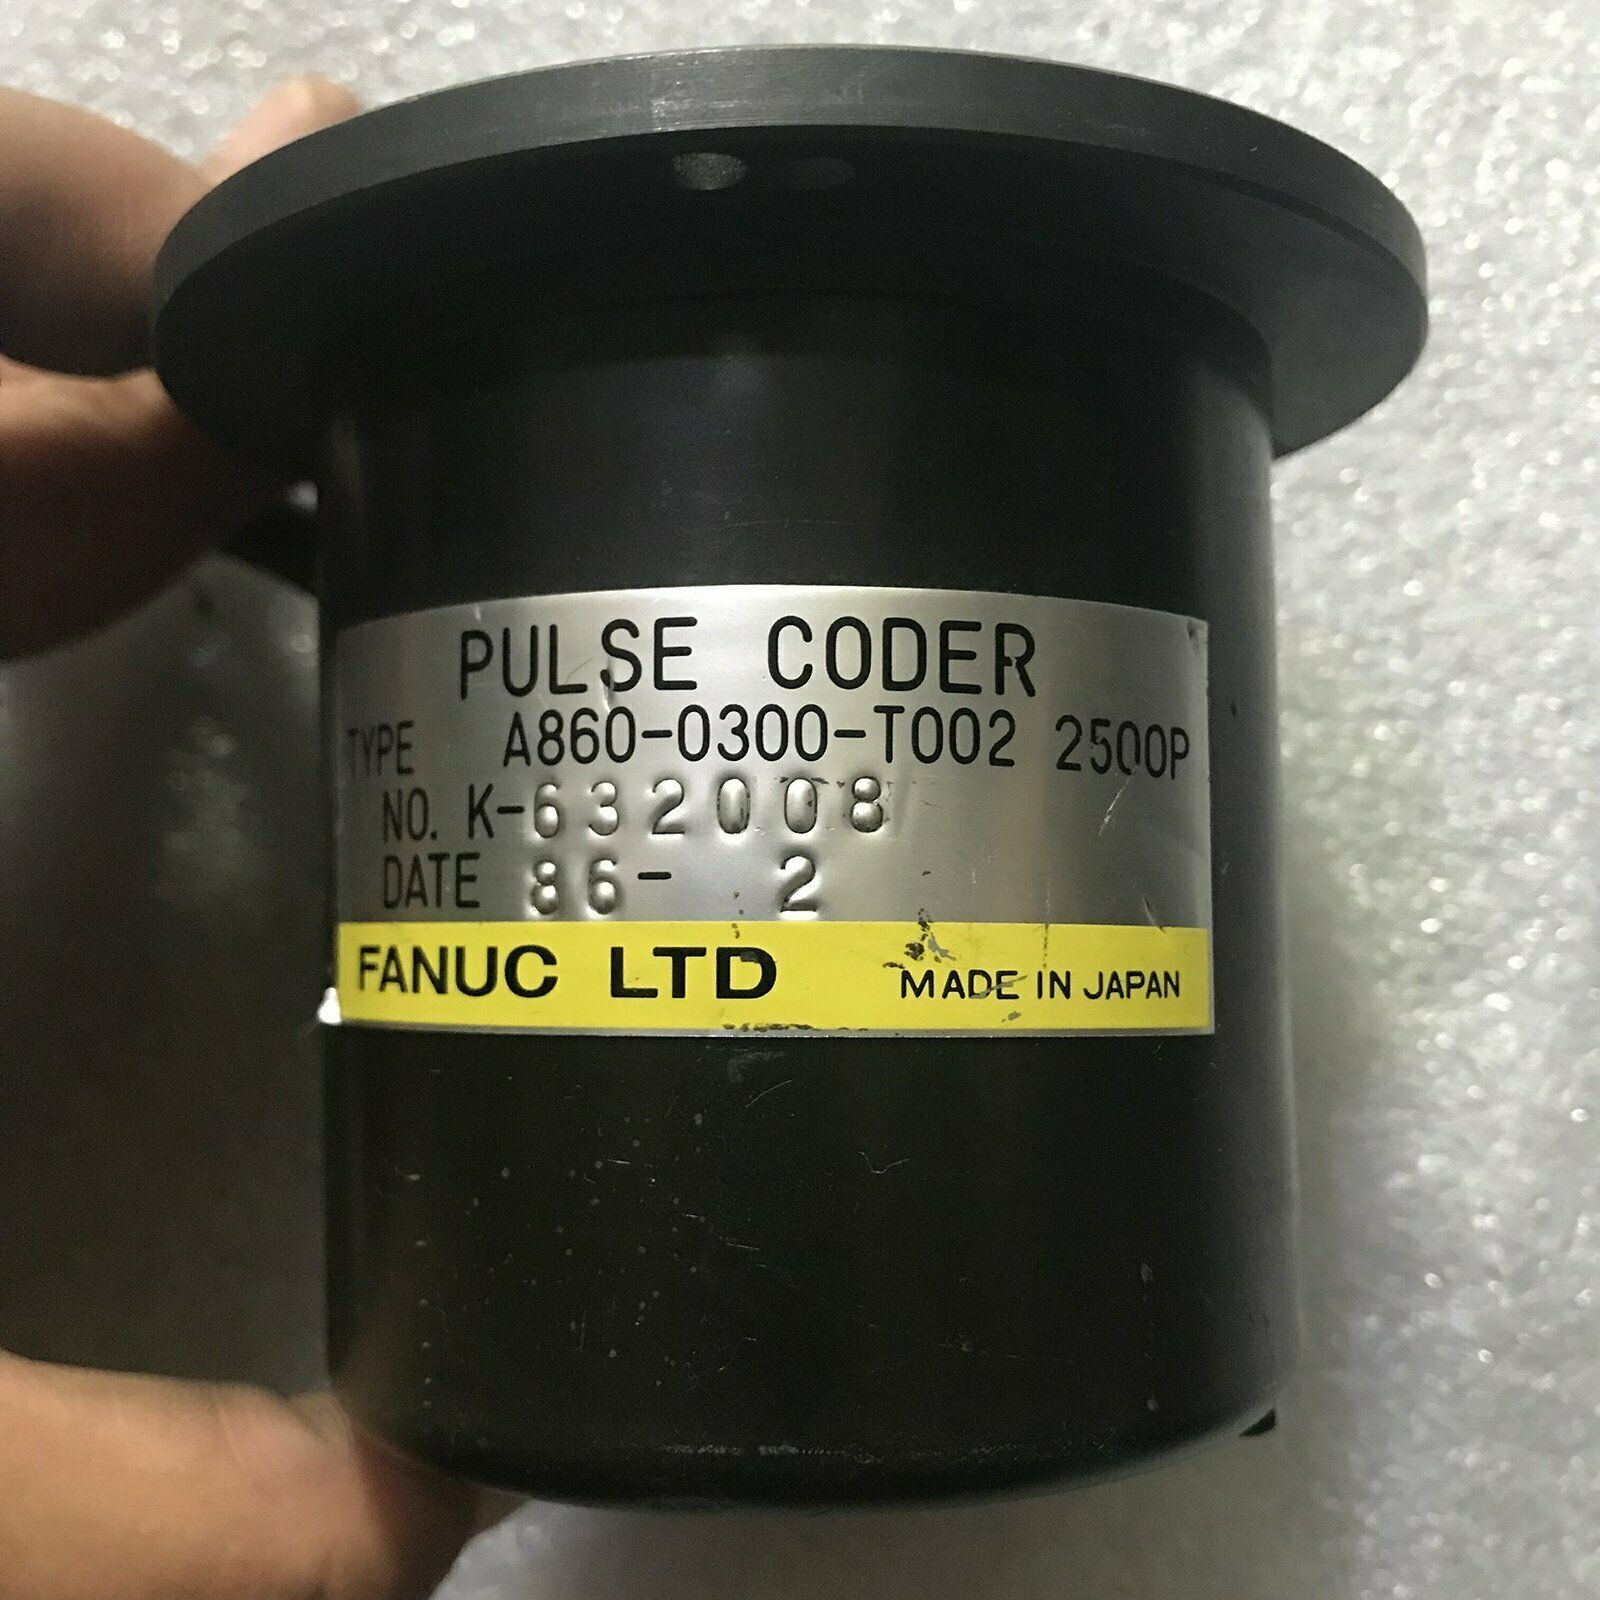 PULSE CODER
TYPE A860-0300-T002 2500P
NO. K-632008
DATE 86- 2
FANUC LTD MADE IN JAPAN